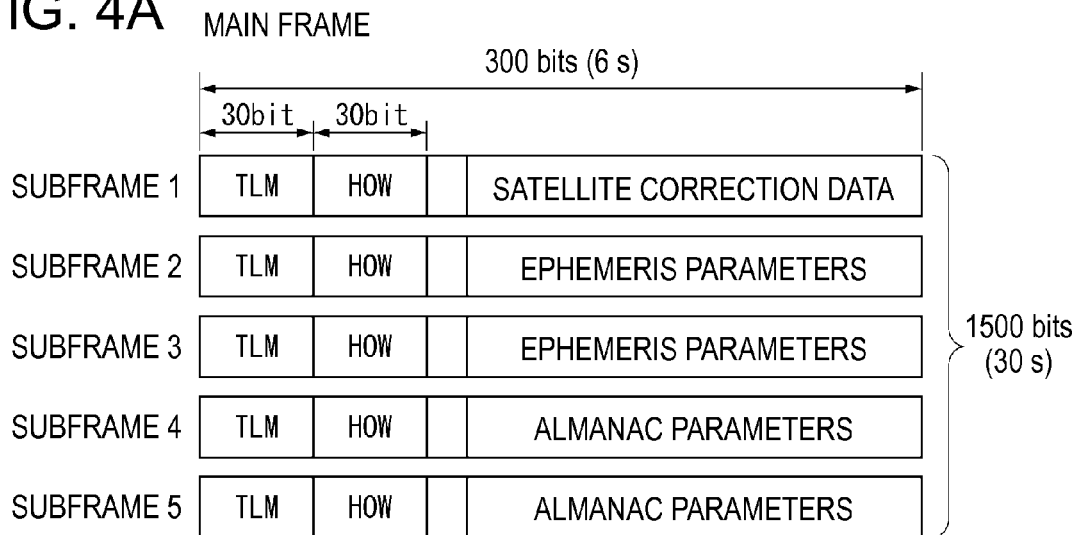 IG. 4A
MAIN FRAME
300 bits (6 s)
30bit 30bit
SUBFRAME 1 TLM HOW SATELLITE CORRECTION DATA
SUBFRAME 2 TLM HOW EPHEMERIS PARAMETERS
SUBFRAME 3 TLM HOW EPHEMERIS PARAMETERS
1500 bits
(30 s)
SUBFRAME 4 TLM HOW ALMANAC PARAMETERS
SUBFRAME 5 TLM HOW ALMANAC PARAMETERS